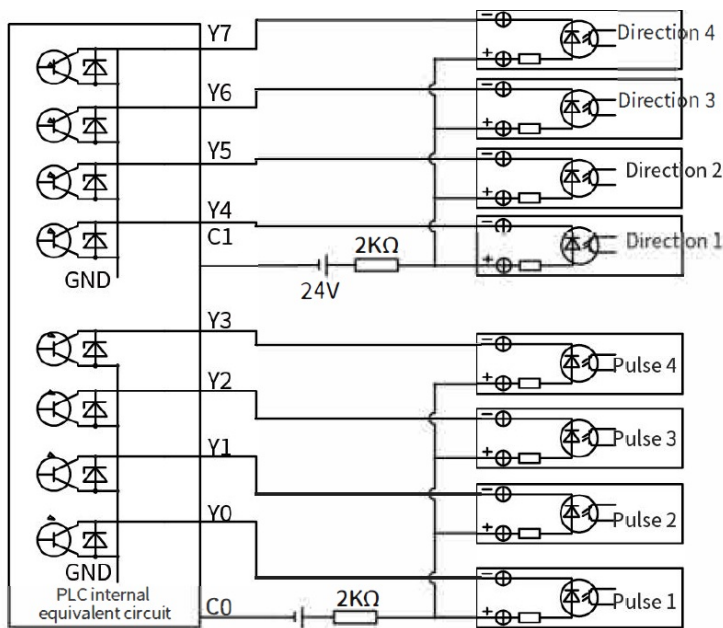 Y7
Direction 4
Y6
Direction 3
Y5
Direction 2
Y4
C1
2KΩ
Direction 1
GND
24V
Y3
Pulse 4
Y2
Pulse 3
Y1
Pulse 2
Y0
GND
PLC internal
equivalent circuit
C0
2KΩ
Pulse 1